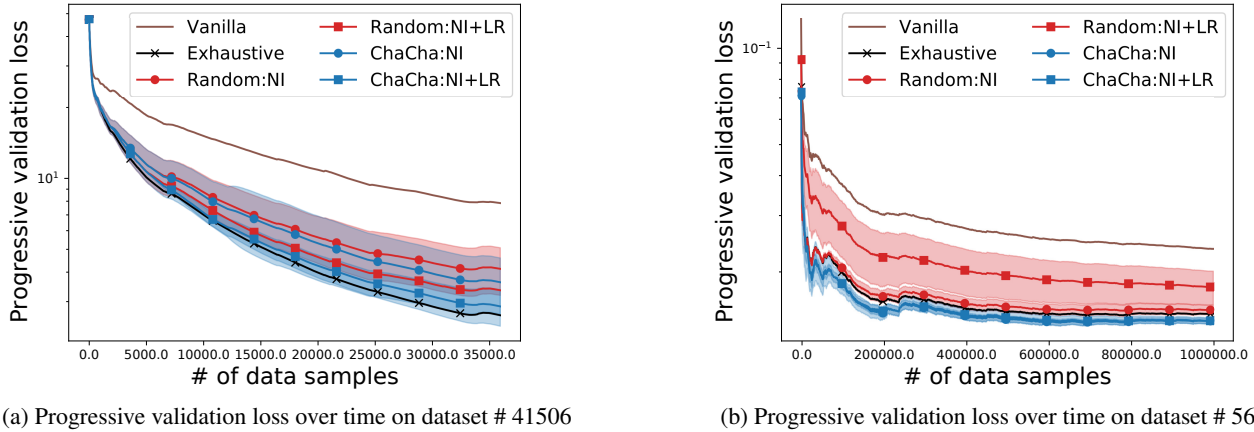 Progressive validation loss
10¹
Vanilla
Exhaustive
Random:NI
Random:NI+LR
ChaCha:NI
ChaCha:NI+LR
0.0 5000.0 10000.0 15000.0 20000.0 25000.0 30000.0 35000.0
# of data samples
(a) Progressive validation loss over time on dataset # 41506
Progressive validation loss
10⁻¹
Vanilla
Exhaustive
Random:NI
Random:NI+LR
ChaCha:NI
ChaCha:NI+LR
0.0 200000.0 400000.0 600000.0 800000.0 1000000.0
# of data samples
(b) Progressive validation loss over time on dataset # 564